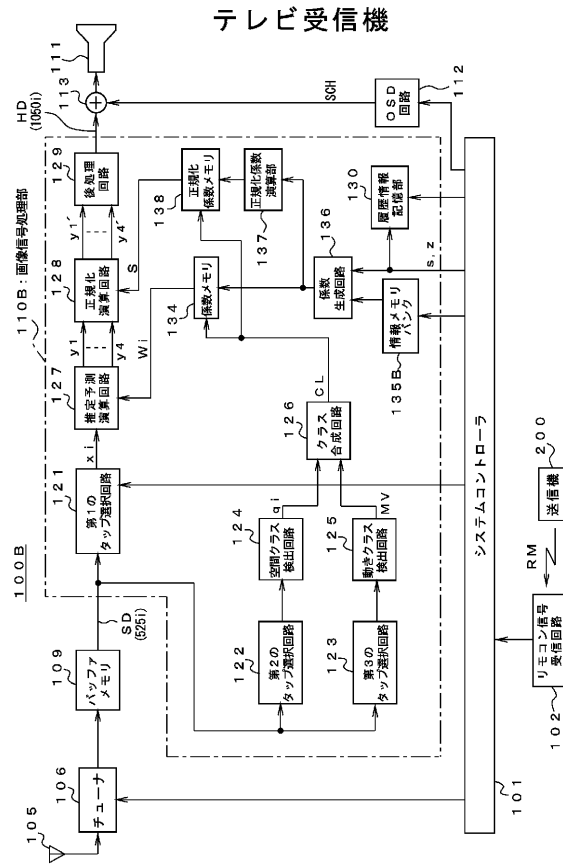 テレビ受信機
100B
110B：画像信号処理部
105
106
チューナ
109
バッファ
メモリ
SD
(525i)
121
第1の
タップ選択回路
xi
127
推定予測
演算回路
y1
y4
128
正規化
演算回路
y1´
y4´
129
後処理
回路
HD
(1050i)
113
111
Wi
S
134
係数メモリ
138
正規化
係数メモリ
137
正規化係数
演算部
SCH
OSD
回路
112
122
第2の
タップ選択回路
124
空間クラス
検出回路
qi
123
第3の
タップ選択回路
125
動きクラス
検出回路
MV
126
クラス
合成回路
CL
136
係数
生成回路
135B
情報メモリ
バンク
130
履歴情報
記憶部
s,z
101
システムコントローラ
102
リモコン信号
受信回路
RM
200
送信機